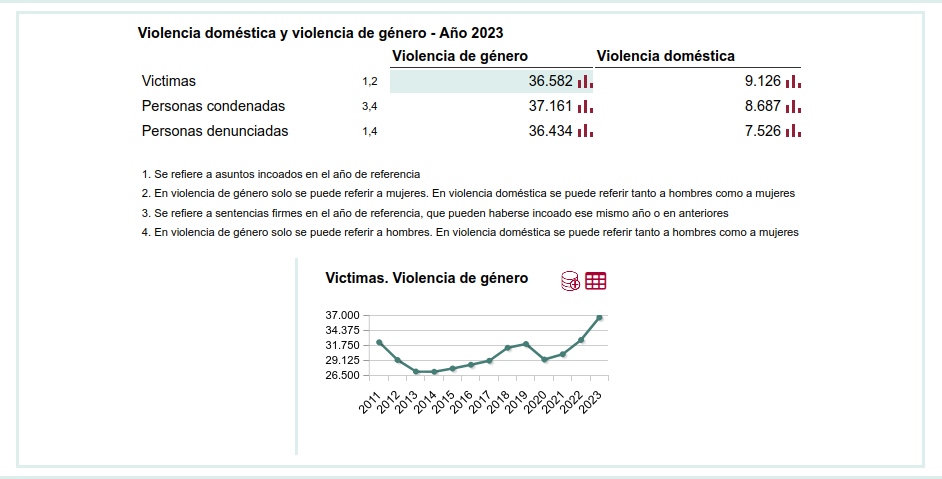 Violencia doméstica y violencia de género - Año 2023
Violencia de género Violencia doméstica
Victimas 1,2 36.582 9.126
Personas condenadas 3,4 37.161 8.687
Personas denunciadas 1,4 36.434 7.526
1. Se refiere a asuntos incoados en el año de referencia
2. En violencia de género solo se puede referir a mujeres. En violencia doméstica se puede referir tanto a hombres como a mujeres
3. Se refiere a sentencias firmes en el año de referencia, que pueden haberse incoado ese mismo año o en anteriores
4. En violencia de género solo se puede referir a hombres. En violencia doméstica se puede referir tanto a hombres como a mujeres
Victimas. Violencia de género
37.000
34.375
31.750
29.125
26.500
2011 2012 2013 2014 2015 2016 2017 2018 2019 2020 2021 2022 2023